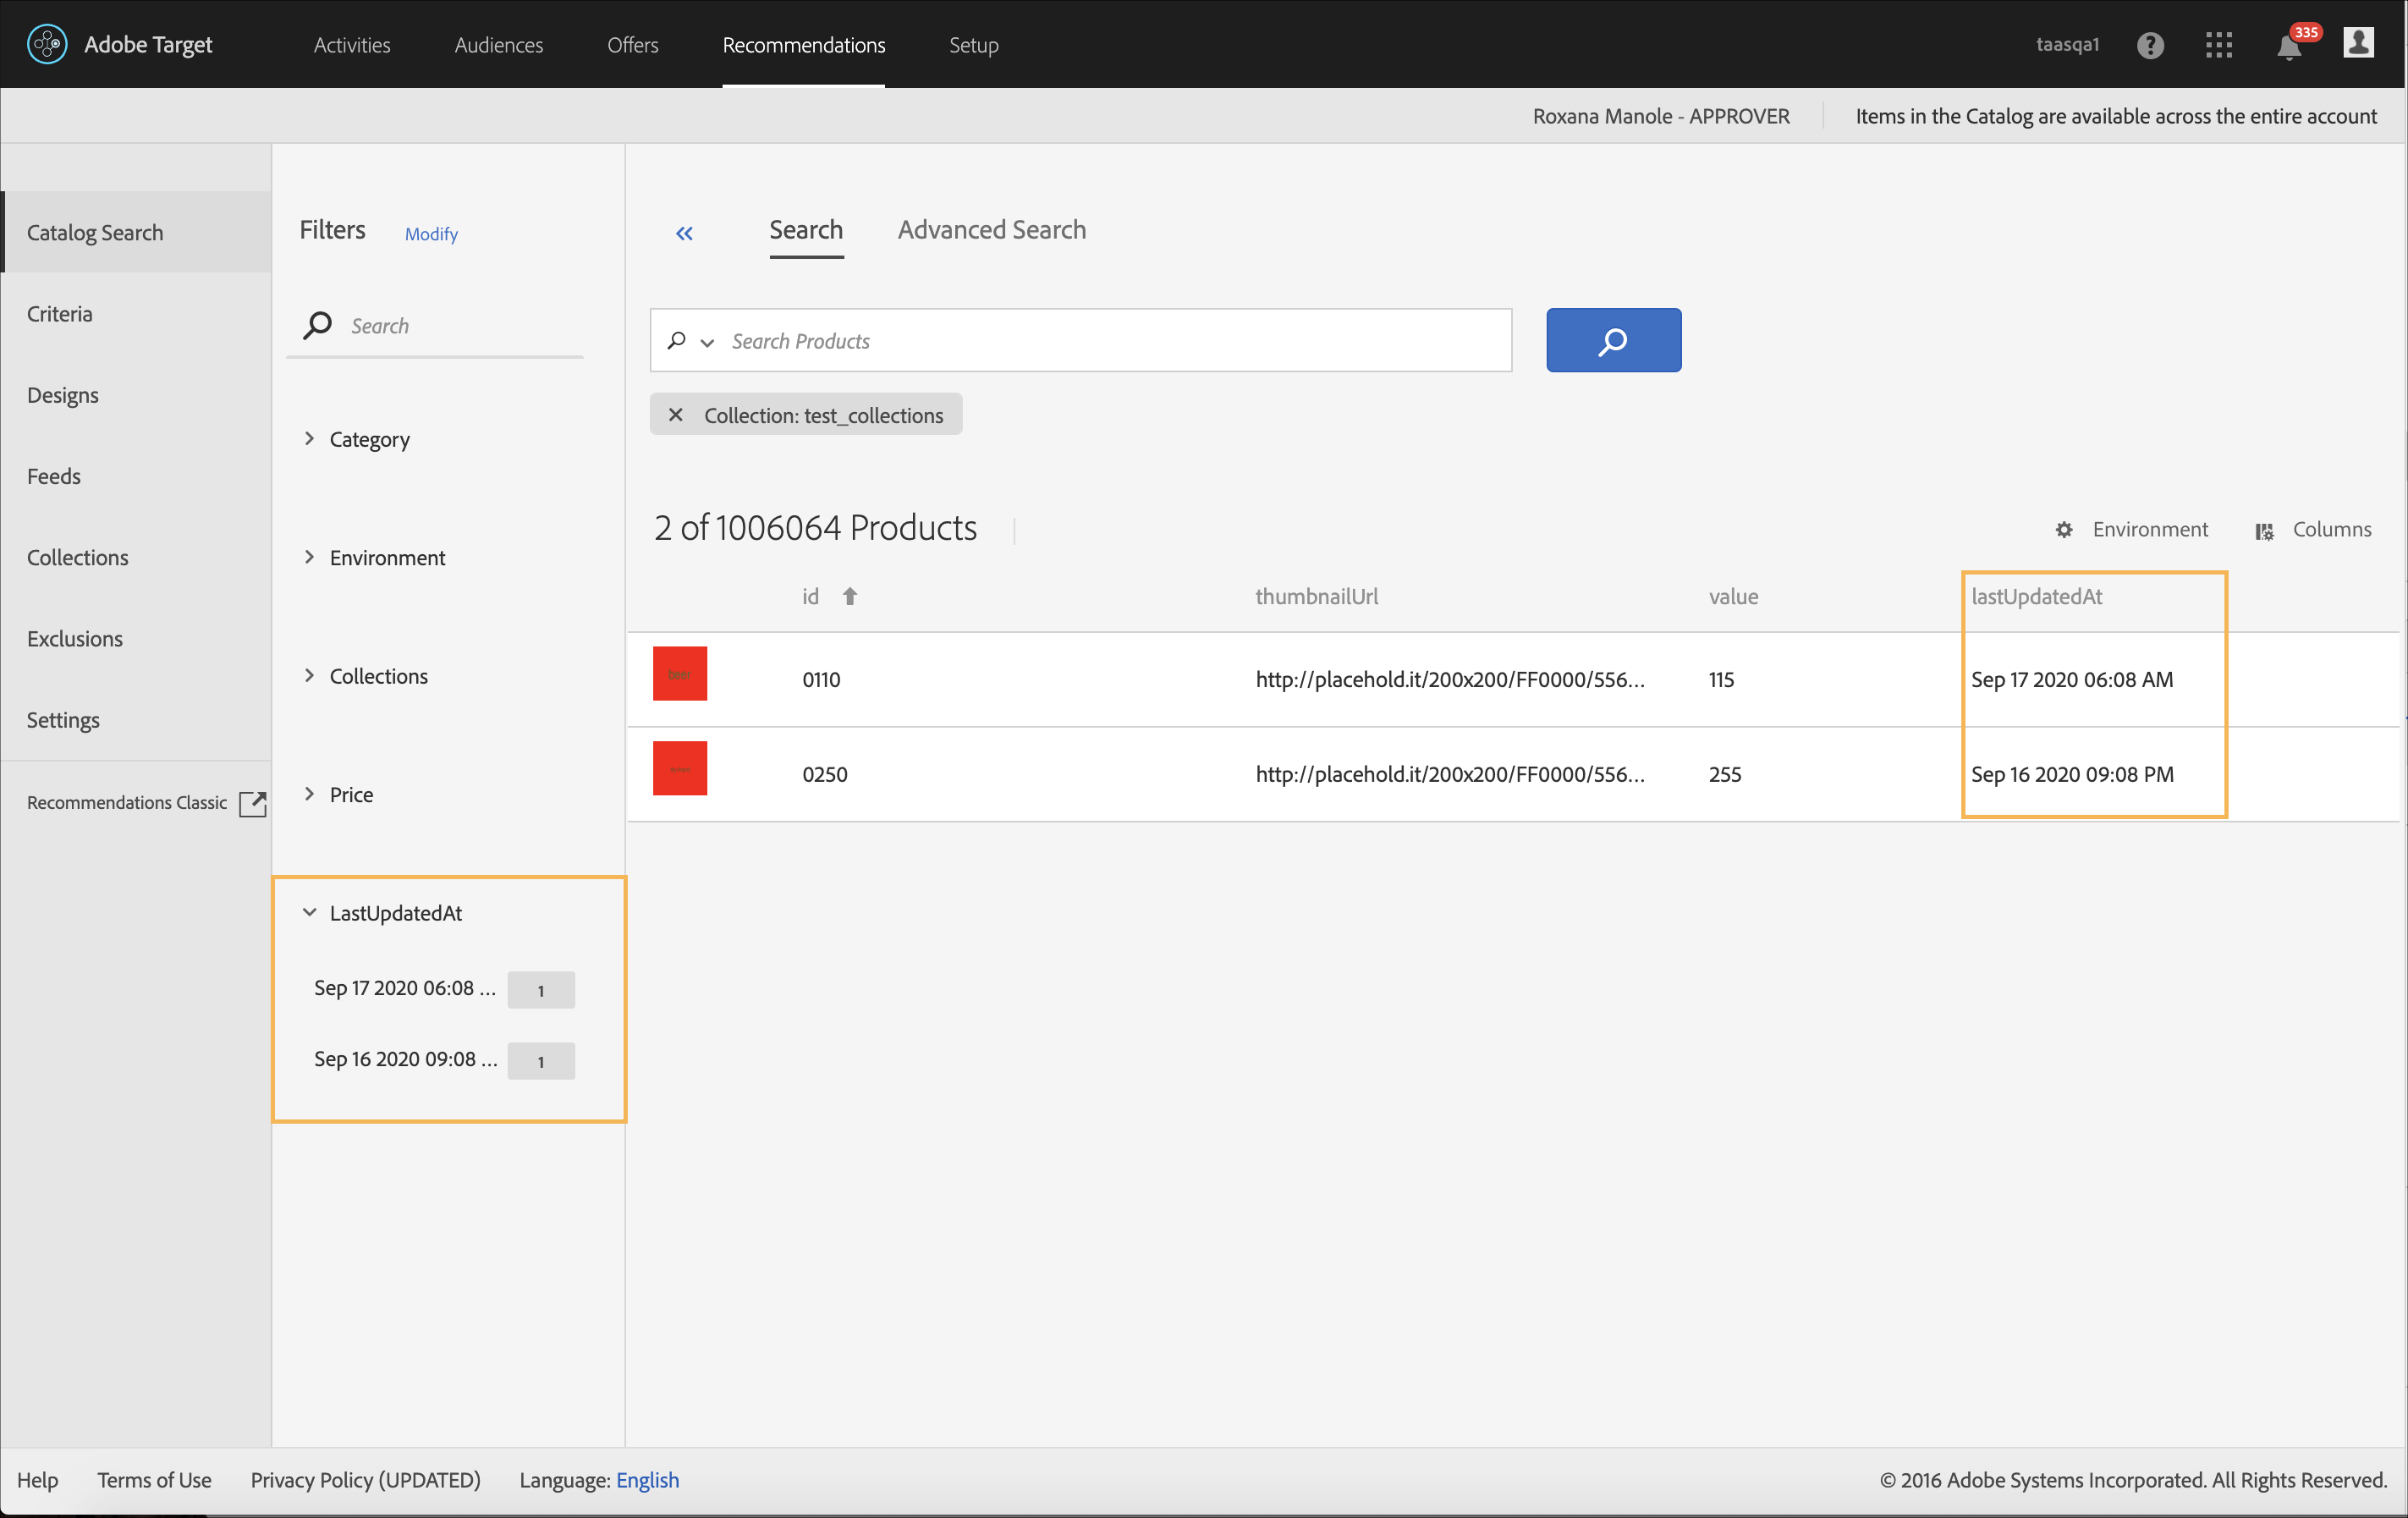 Adobe Target
Activities
Audiences
Offers
Recommendations
Setup
taasqa1
335
Roxana Manole - APPROVER
Items in the Catalog are available across the entire account
Catalog Search
Criteria
Designs
Feeds
Collections
Exclusions
Settings
Recommendations Classic
Filters
Modify
Search
Category
Environment
Collections
Price
LastUpdatedAt
Sep 17 2020 06:08 ... 1
Sep 16 2020 09:08 ... 1
Search
Advanced Search
Search Products
Collection: test_collections
2 of 1006064 Products
Environment
Columns
id thumbnailUrl value lastUpdatedAt
beer 0110 http://placehold.it/200x200/FF0000/556... 115 Sep 17 2020 06:08 AM
0250 http://placehold.it/200x200/FF0000/556... 255 Sep 16 2020 09:08 PM
Help
Terms of Use
Privacy Policy (UPDATED)
Language: English
© 2016 Adobe Systems Incorporated. All Rights Reserved.